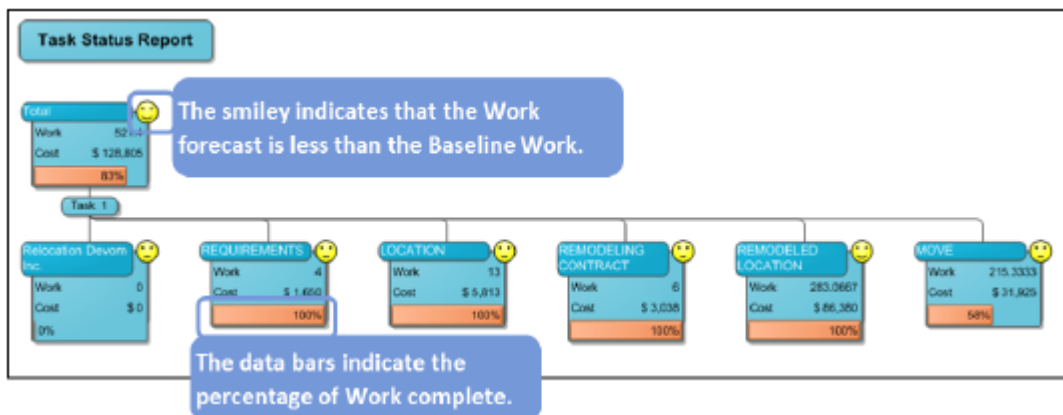 Task Status Report
Total
The smiley indicates that the Work
forecast is less than the Baseline Work.
Work
Cost $ 128,805
83%
Task 1
Relocation Devom
Inc.
Work 0
Cost $ 0
0%
REQUIREMENTS
Work 4
Cost $ 1,650
100%
LOCATION
Work 13
Cost $ 5,813
100%
REMODELING
CONTRACT
Work 6
Cost $ 3,038
100%
REMODELED
LOCATION
Work 283.0667
Cost $ 86,380
100%
MOVE
Work 215.3333
Cost $ 31,925
58%
The data bars indicate the
percentage of Work complete.